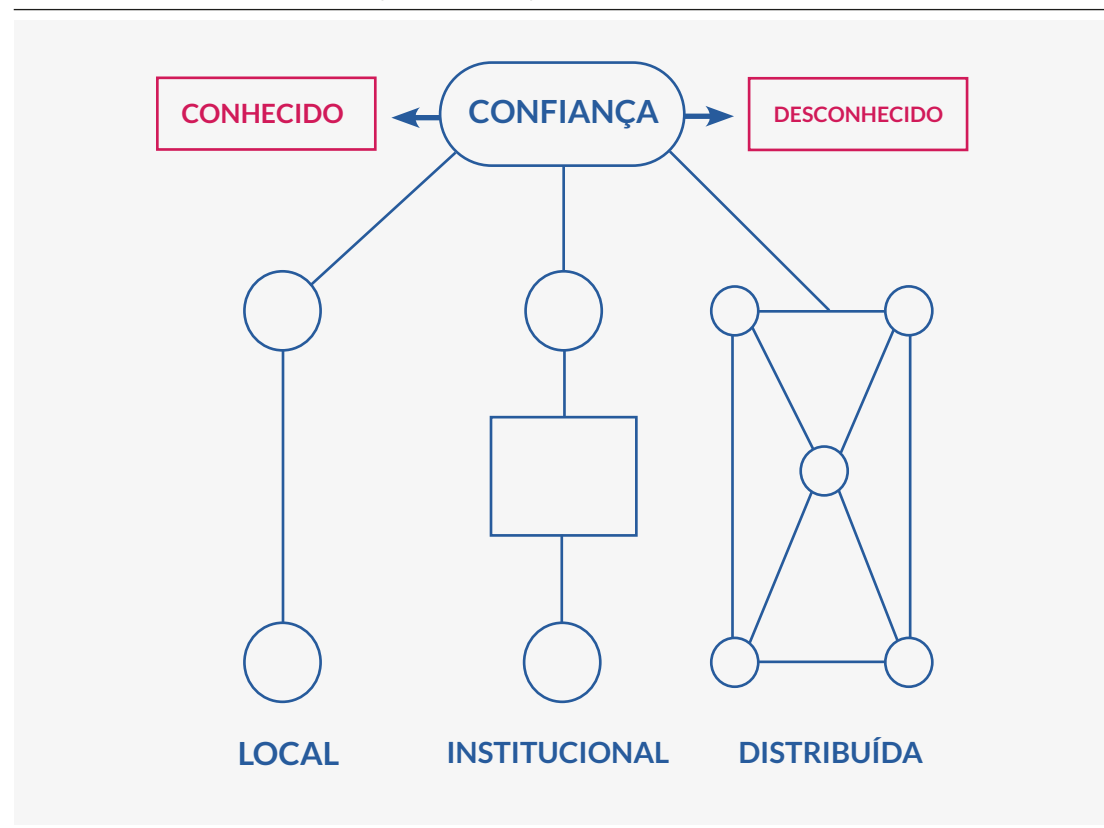 CONHECIDO
CONFIANÇA
DESCONHECIDO
LOCAL
INSTITUCIONAL
DISTRIBUÍDA